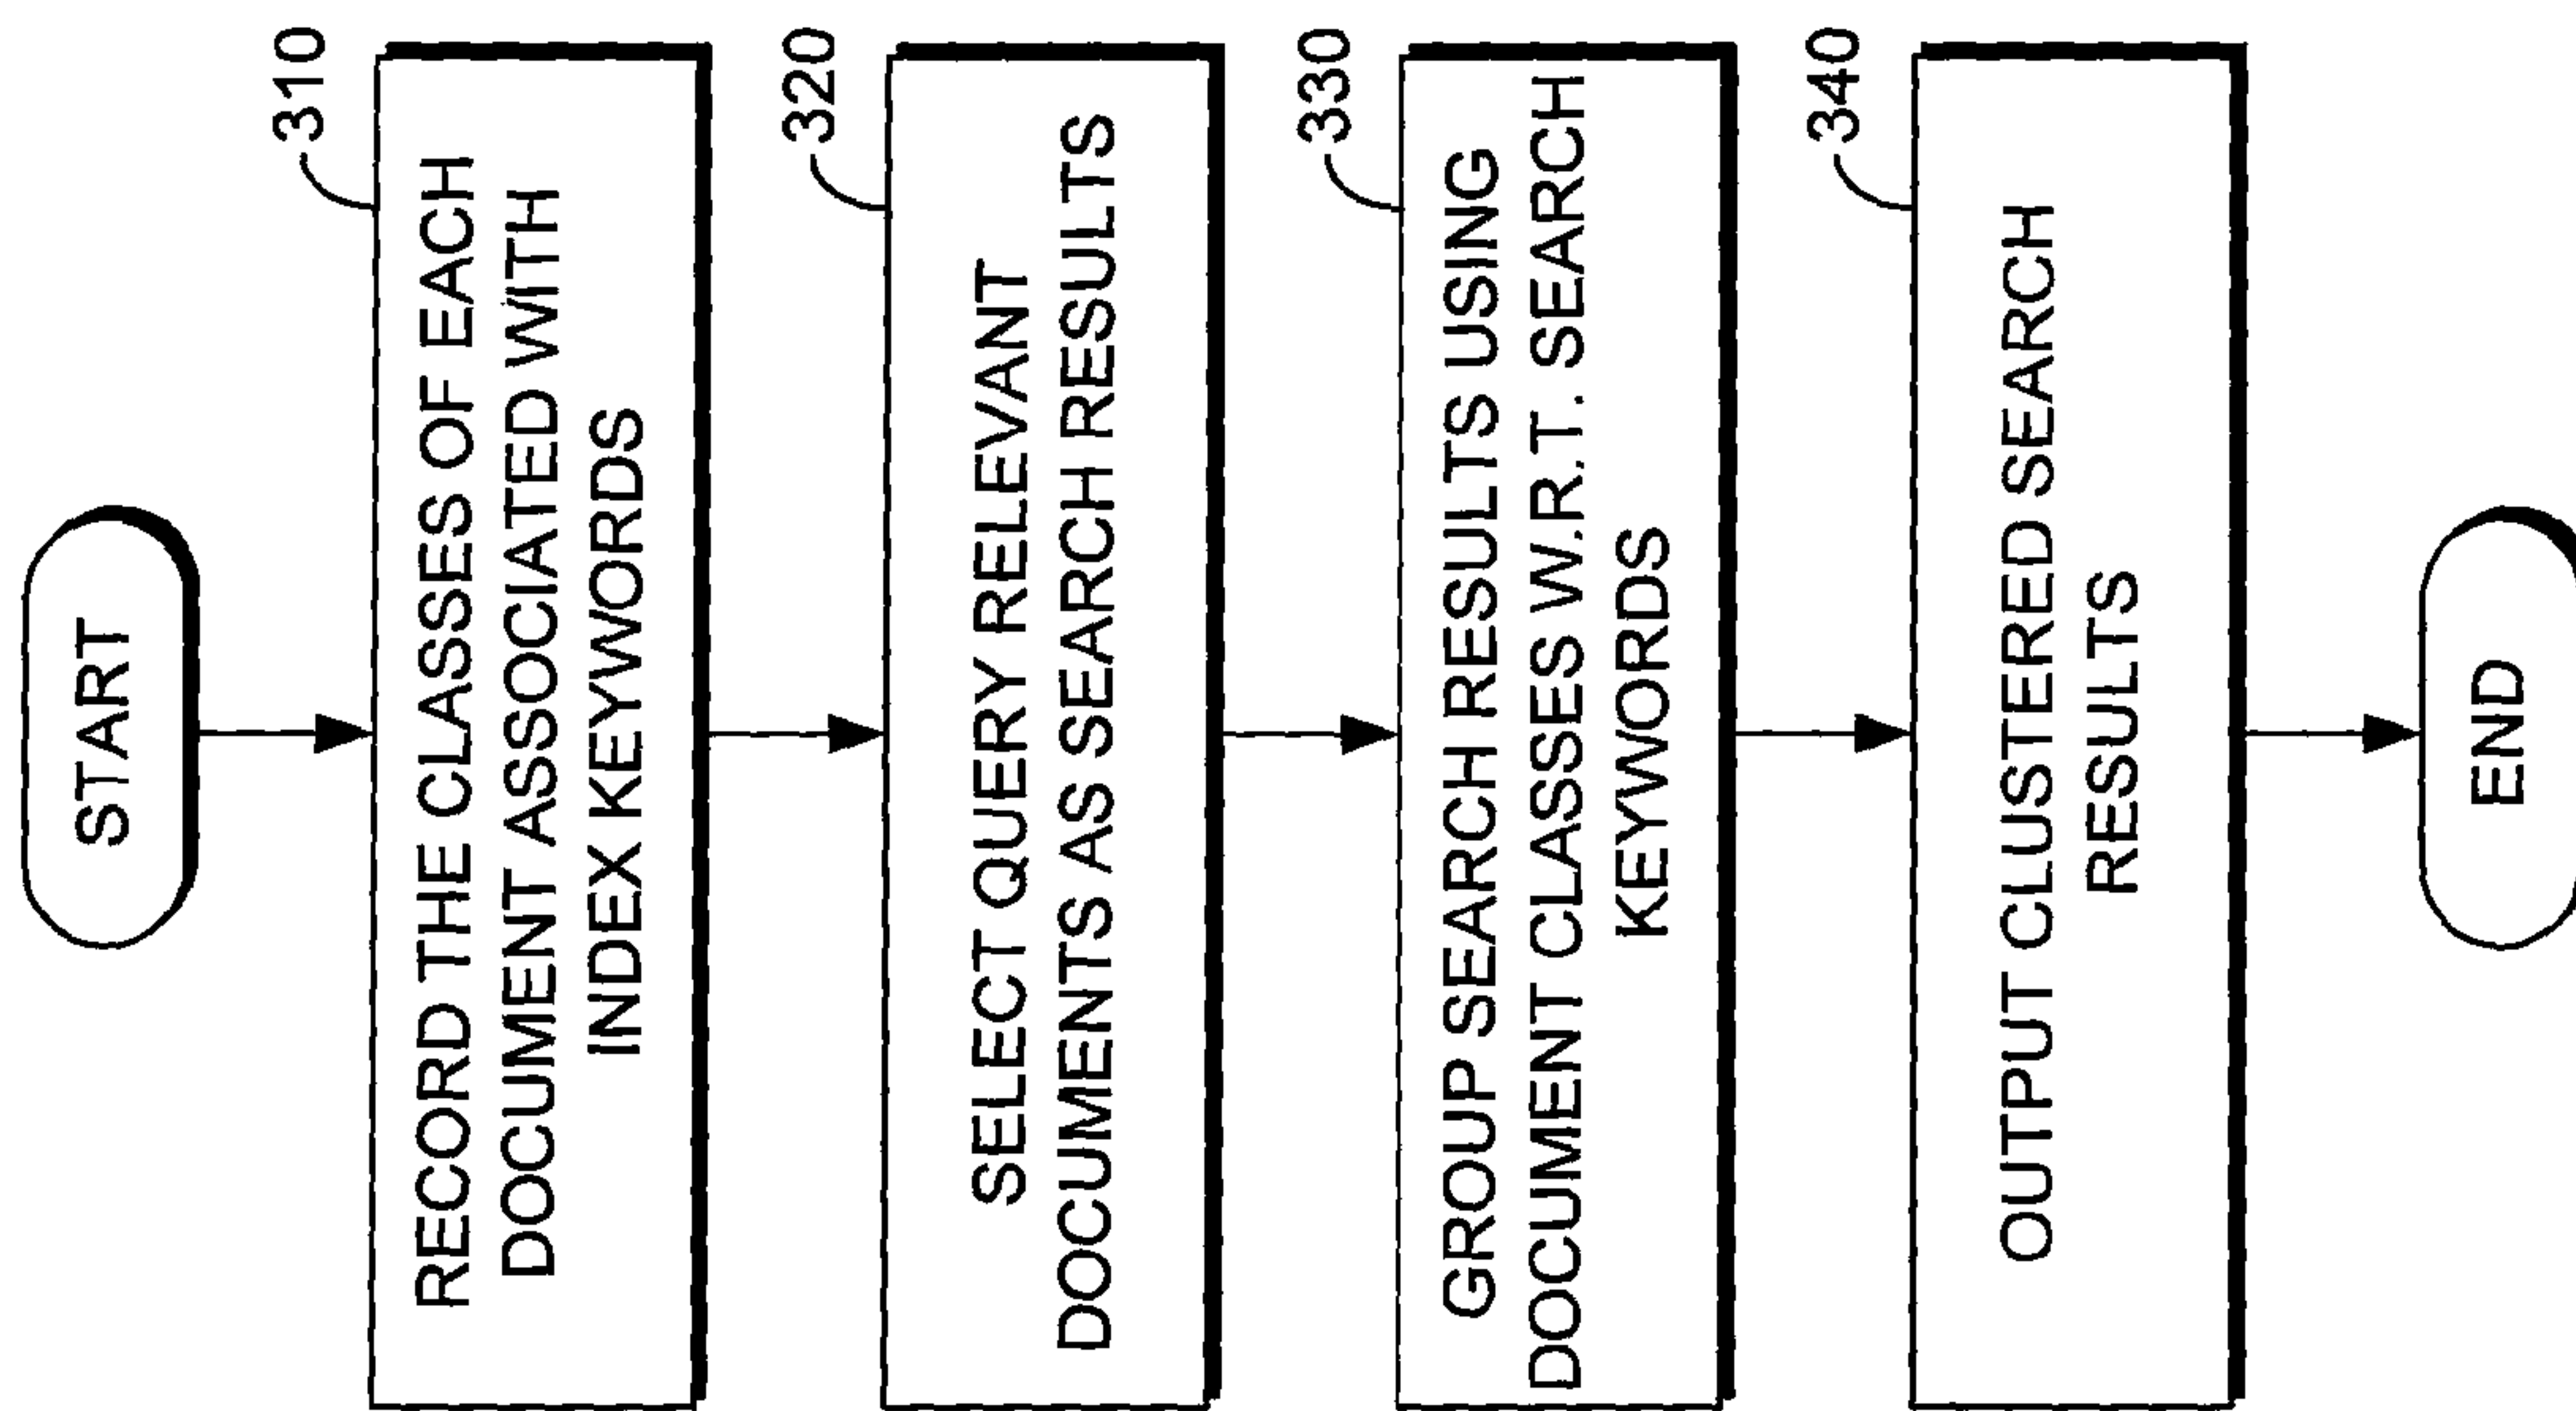 START
310
RECORD THE CLASSES OF EACH
DOCUMENT ASSOCIATED WITH
INDEX KEYWORDS
320
SELECT QUERY RELEVANT
DOCUMENTS AS SEARCH RESULTS
330
GROUP SEARCH RESULTS USING
DOCUMENT CLASSES W.R.T. SEARCH
KEYWORDS
340
OUTPUT CLUSTERED SEARCH
RESULTS
END